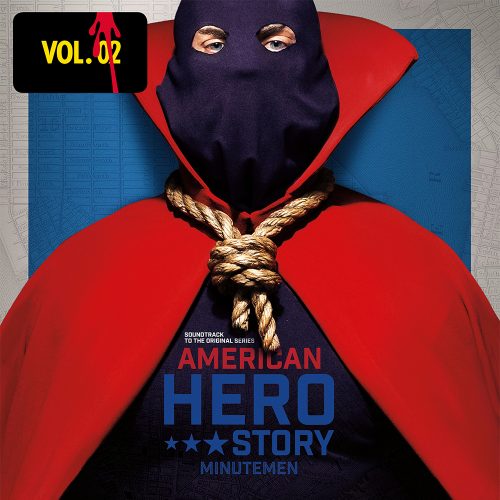 VOL. 02
SOUNDTRACK
TO THE ORIGINAL SERIES
AMERICAN
HERO
STORY
MINUTEMEN